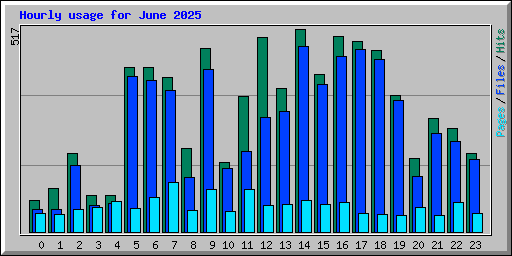 Hourly usage for June 2025
517
Pages/Files/Hits
0 1 2 3 4 5 6 7 8 9 10 11 12 13 14 15 16 17 18 19 20 21 22 23